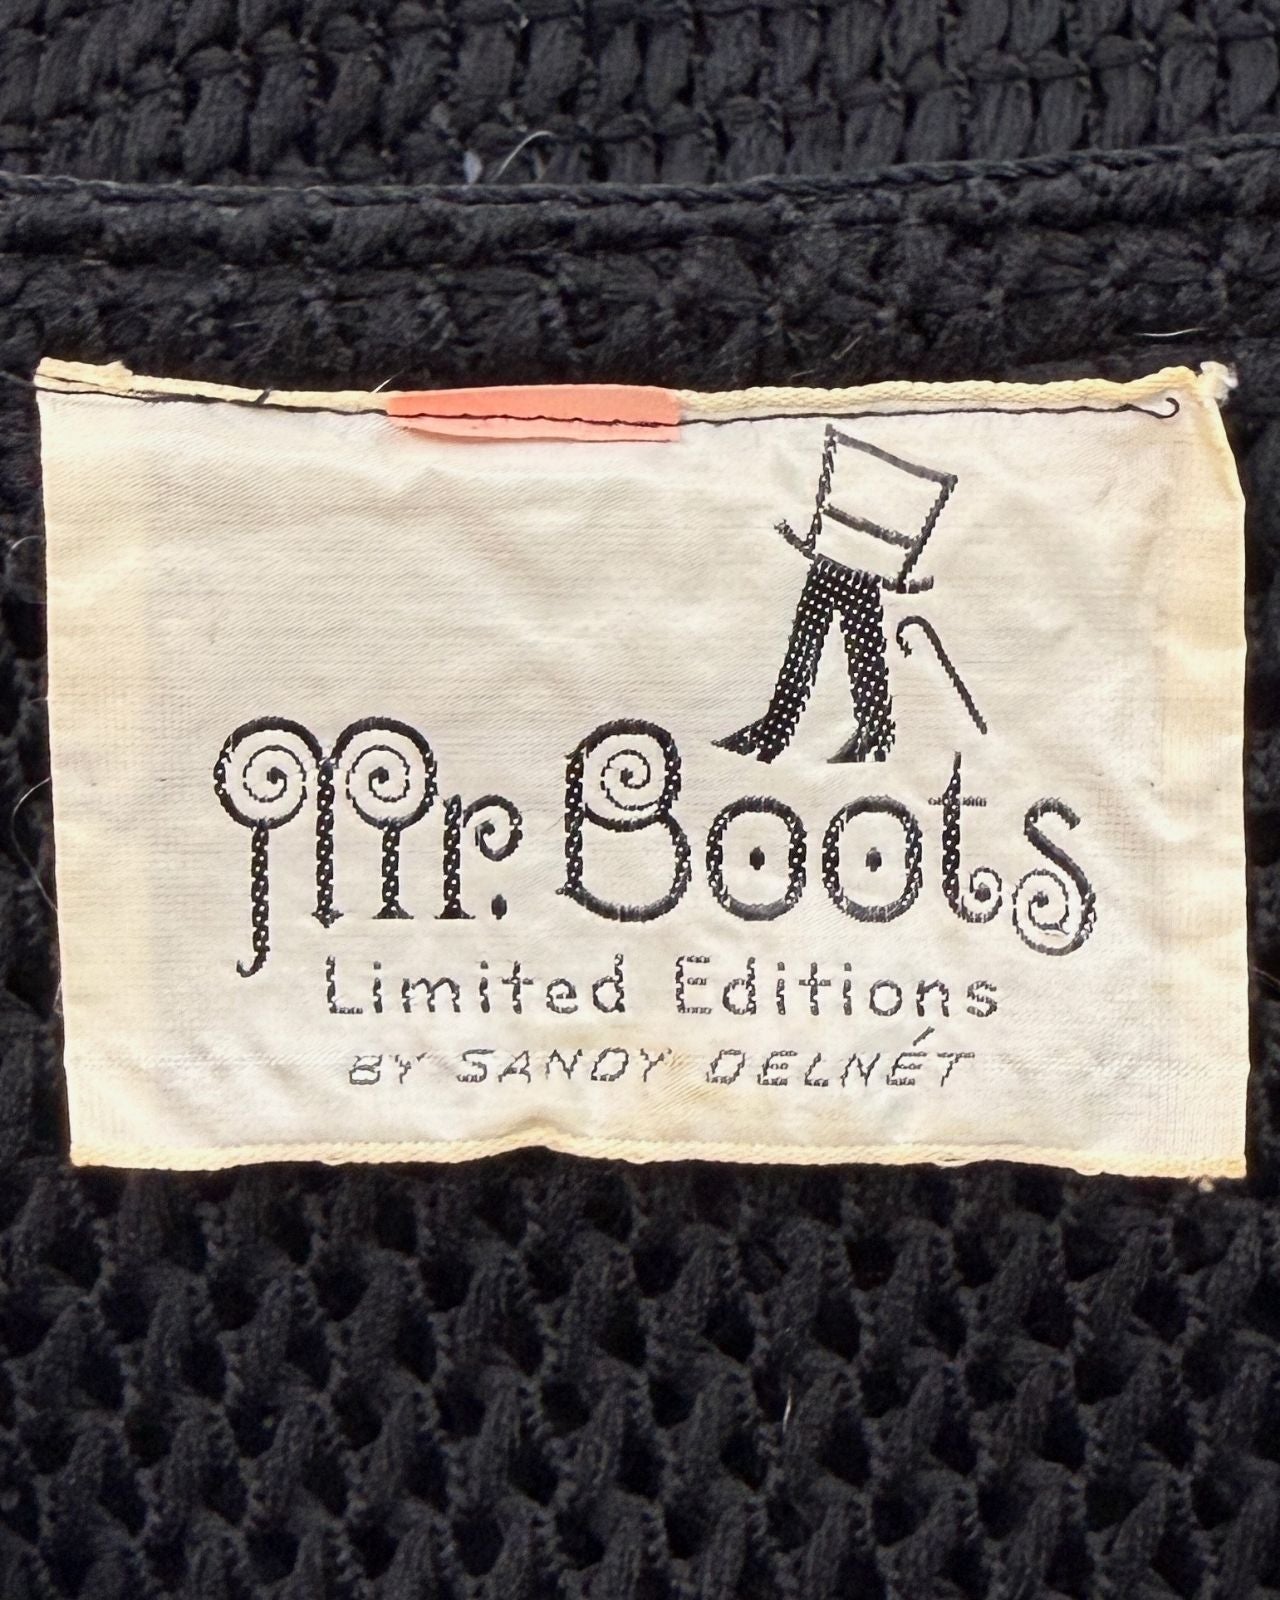 Mr. Boots
Limited Editions
BY SANDY DELNÉT